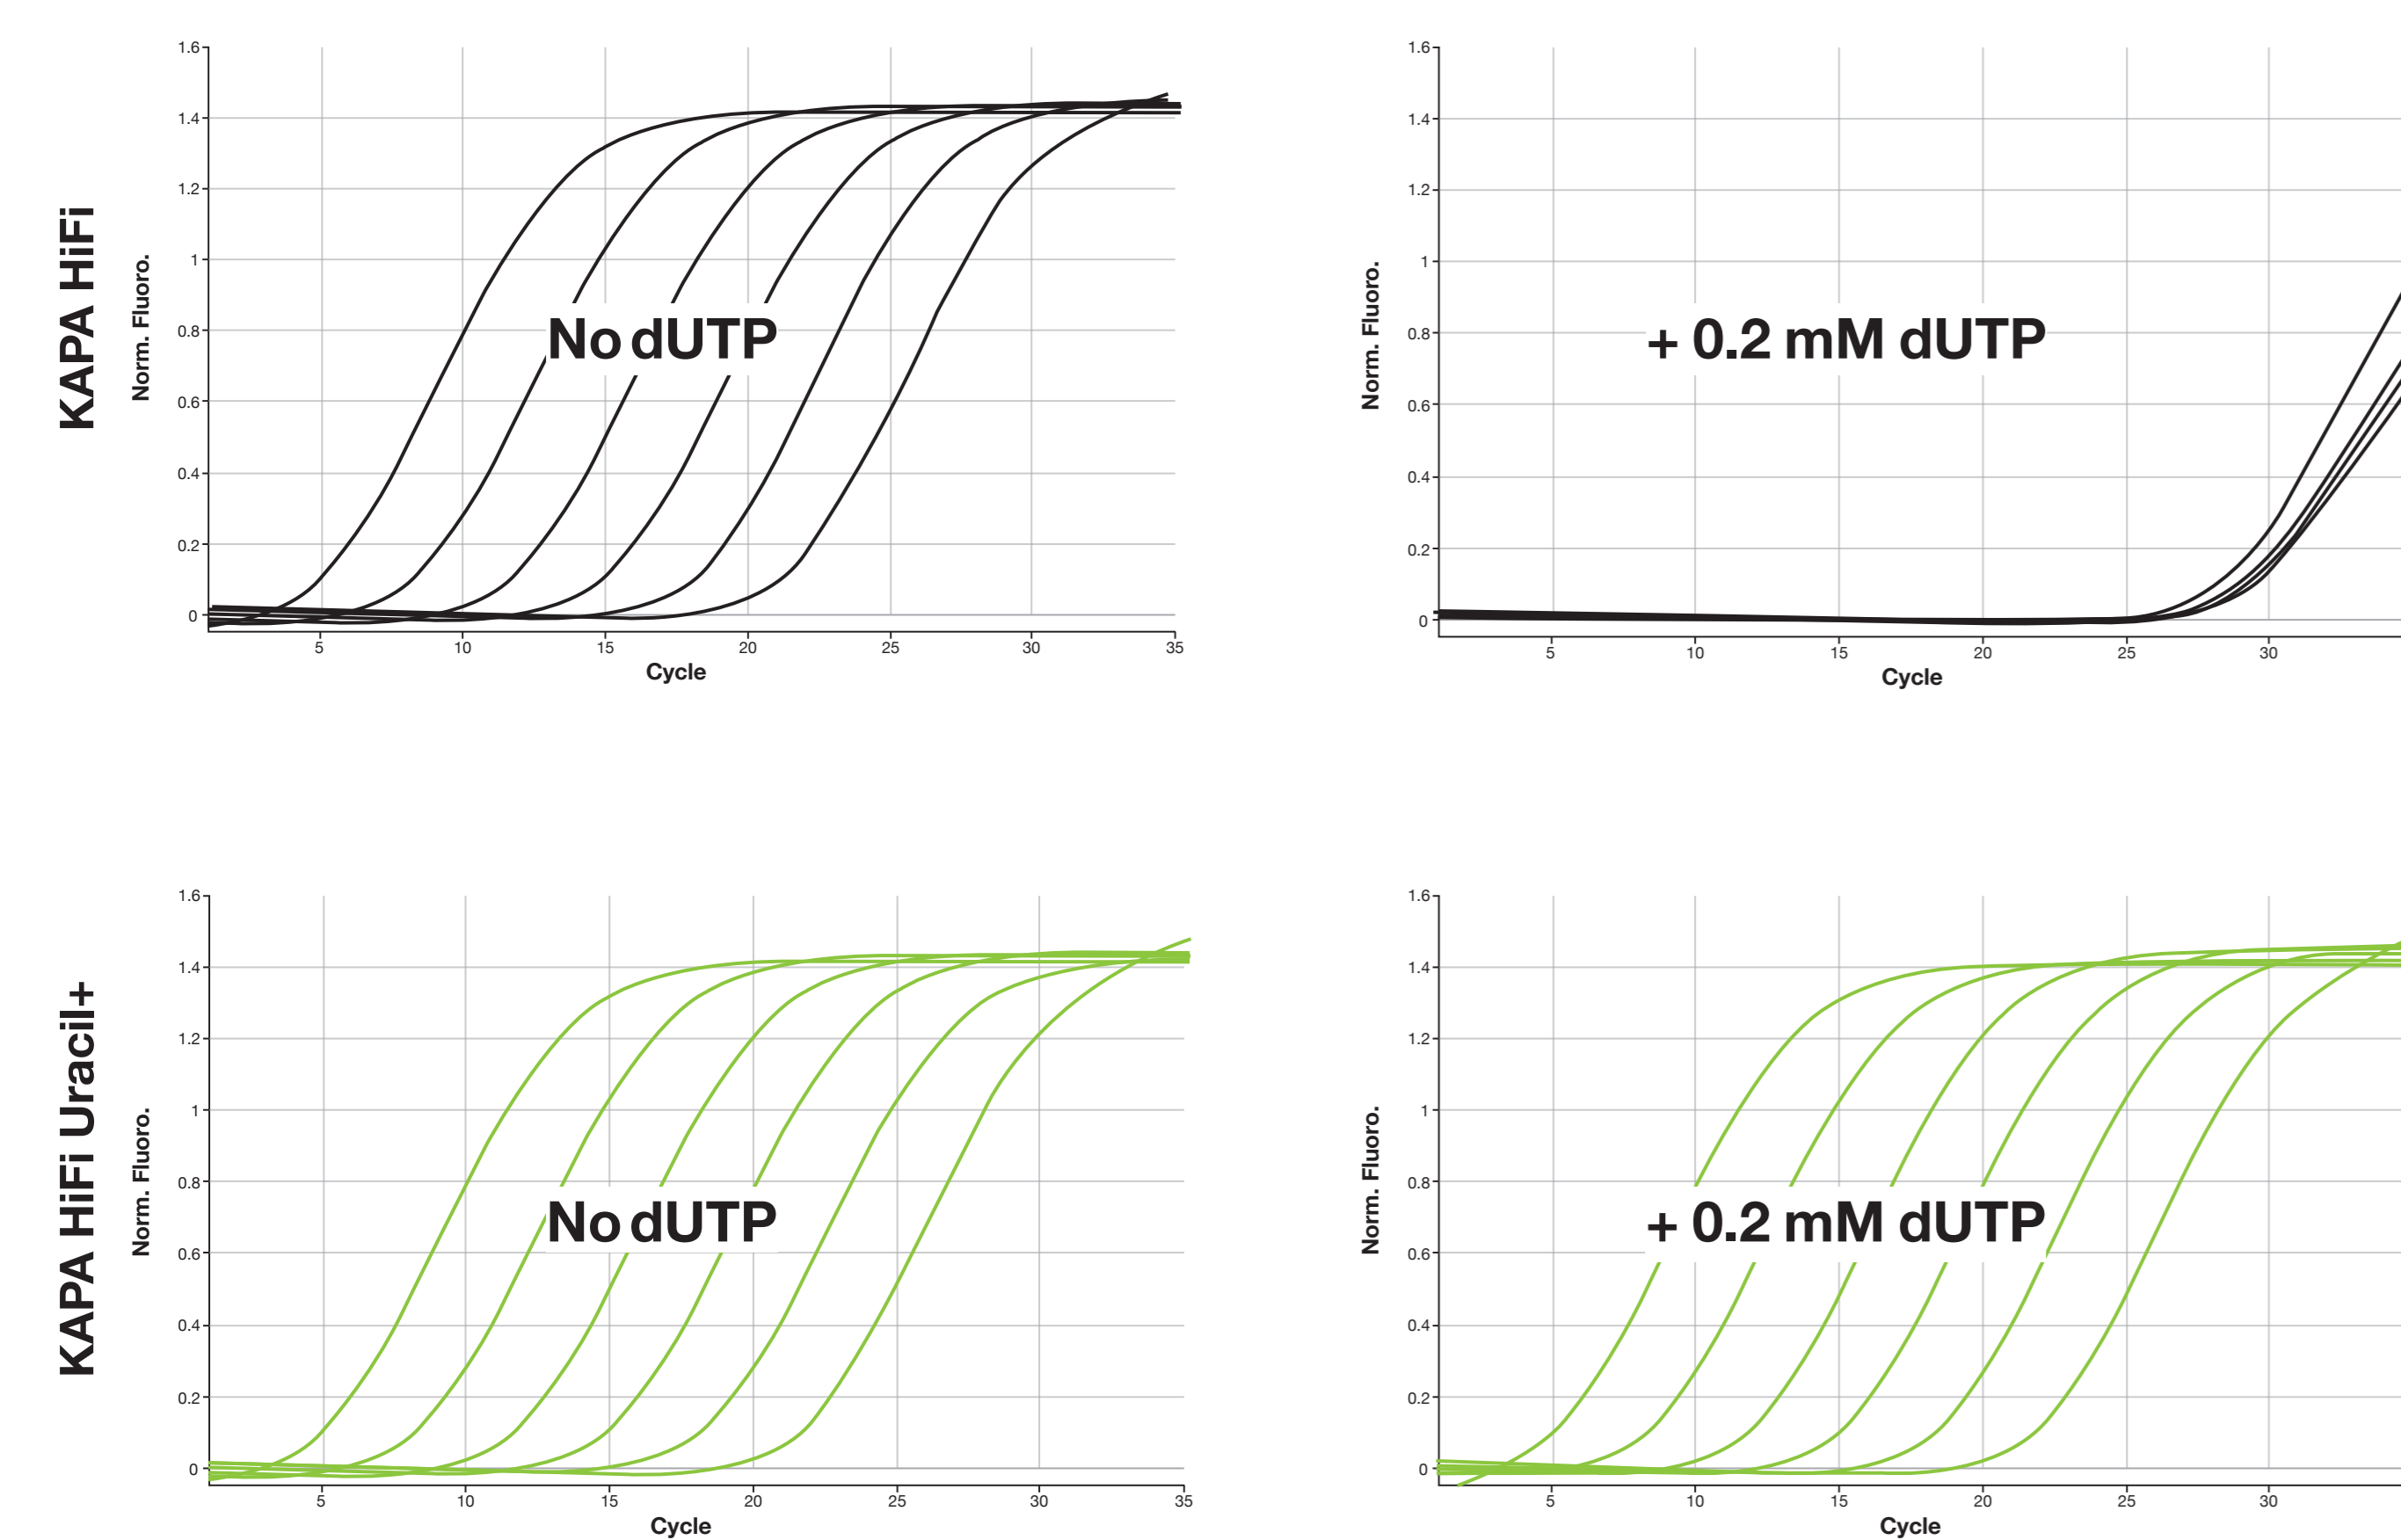 KAPA HiFi
Norm. Fluoro.
1.6
1.4
1.2
1
0.8
0.6
0.4
0.2
0
No dUTP
5 10 15 20 25 30 35
Cycle
Norm. Fluoro.
1.6
1.4
1.2
1
0.8
0.6
0.4
0.2
0
+ 0.2 mM dUTP
5 10 15 20 25 30
Cycle
KAPA HiFi Uracil+
Norm. Fluoro.
1.6
1.4
1.2
1
0.8
0.6
0.4
0.2
0
No dUTP
5 10 15 20 25 30 35
Cycle
Norm. Fluoro.
1.6
1.4
1.2
1
0.8
0.6
0.4
0.2
0
+ 0.2 mM dUTP
5 10 15 20 25 30
Cycle